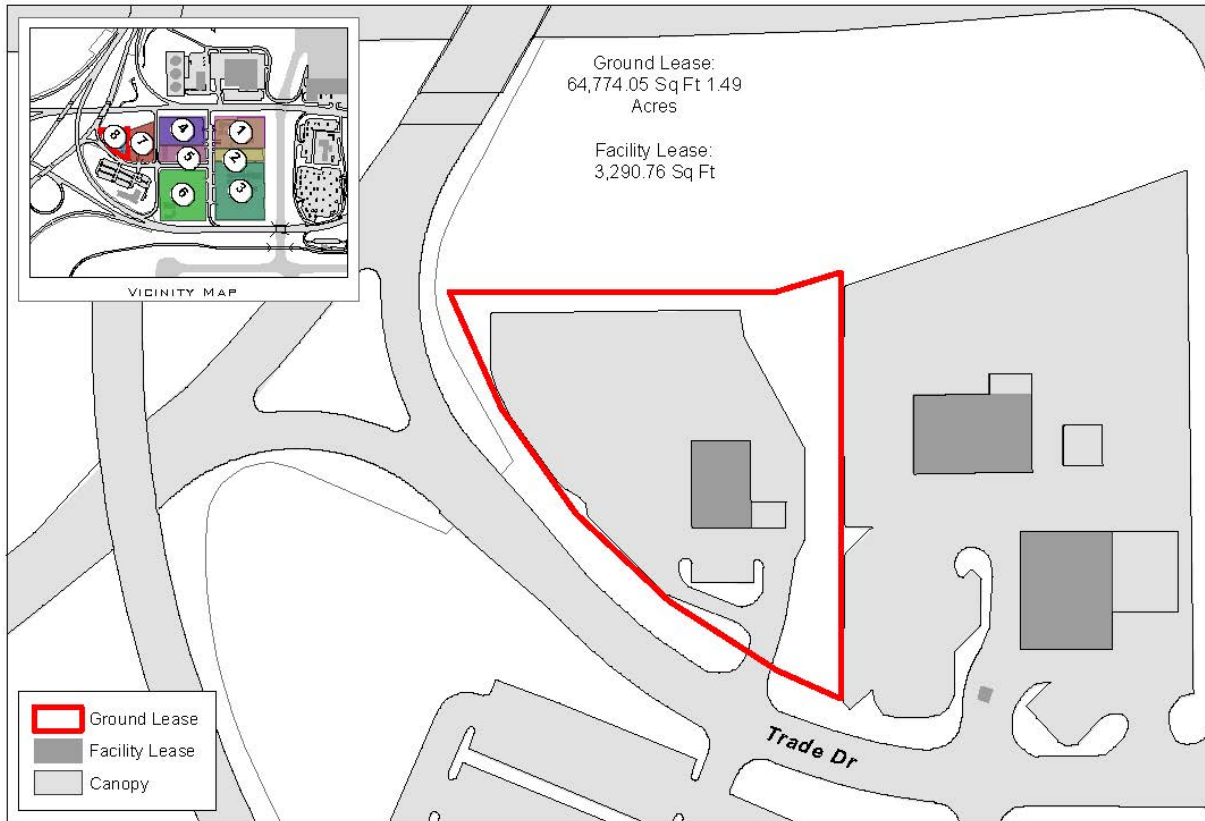 Ground Lease:
64,774.05 Sq Ft 1.49
Acres
Facility Lease:
3,290.76 Sq Ft
8
7
4
5
6
1
2
3
VICINITY MAP
Ground Lease
Facility Lease
Canopy
Trade Dr